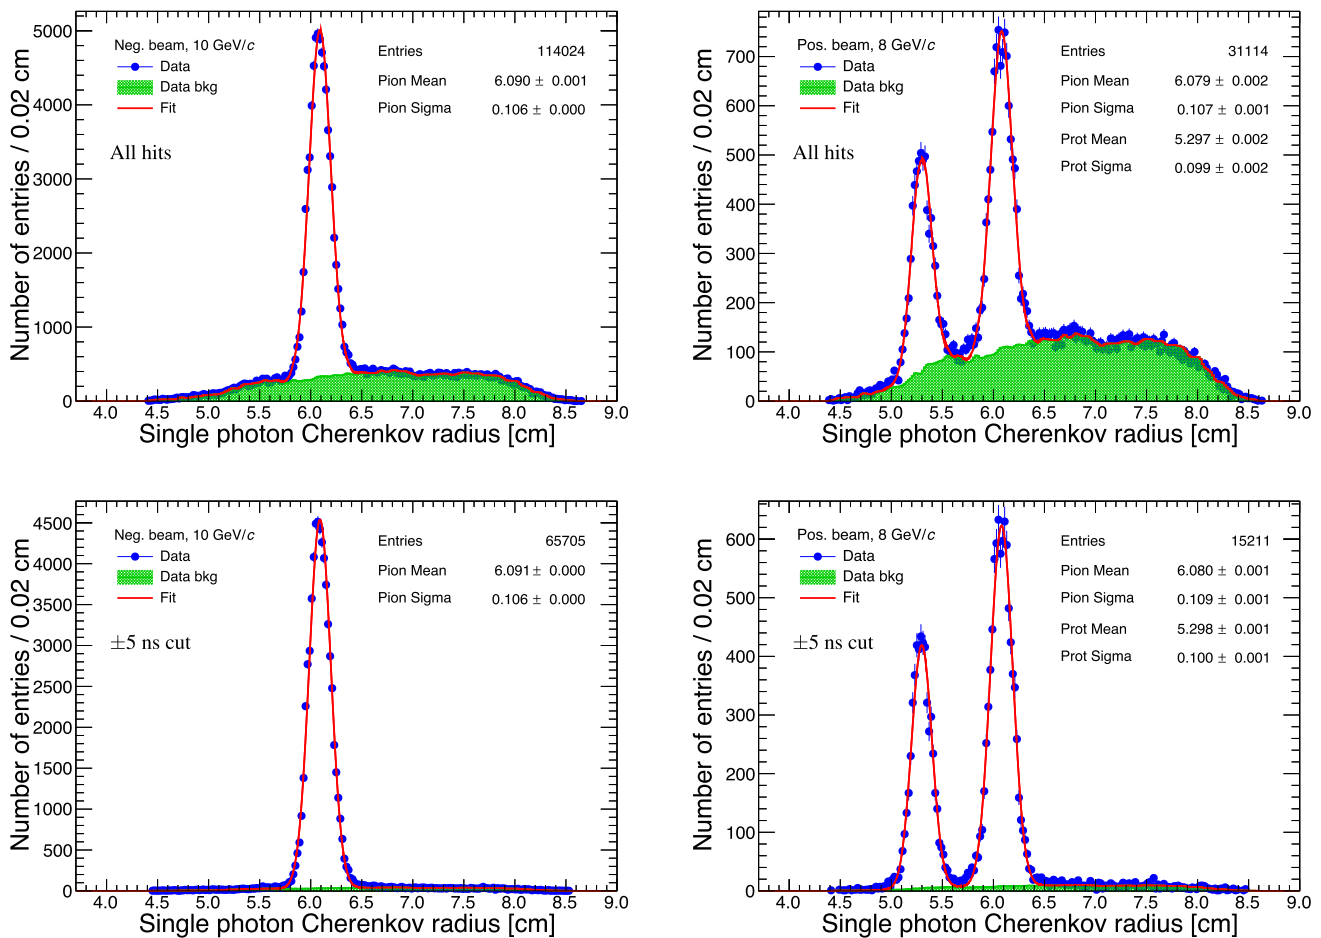 Number of entries / 0.02 cm
5000
4000
3000
2000
1000
0
Neg. beam, 10 GeV/c
Data
Data bkg
Fit
All hits
Entries 114024
Pion Mean 6.090 ± 0.001
Pion Sigma 0.106 ± 0.000
4.0 4.5 5.0 5.5 6.0 6.5 7.0 7.5 8.0 8.5 9.0
Single photon Cherenkov radius [cm]
Number of entries / 0.02 cm
700
600
500
400
300
200
100
0
Pos. beam, 8 GeV/c
Data
Data bkg
Fit
All hits
Entries 31114
Pion Mean 6.079 ± 0.002
Pion Sigma 0.107 ± 0.001
Prot Mean 5.297 ± 0.002
Prot Sigma 0.099 ± 0.002
4.0 4.5 5.0 5.5 6.0 6.5 7.0 7.5 8.0 8.5 9.0
Single photon Cherenkov radius [cm]
Number of entries / 0.02 cm
4500
4000
3500
3000
2500
2000
1500
1000
500
0
Neg. beam, 10 GeV/c
Data
Data bkg
Fit
±5 ns cut
Entries 65705
Pion Mean 6.091 ± 0.000
Pion Sigma 0.106 ± 0.000
4.0 4.5 5.0 5.5 6.0 6.5 7.0 7.5 8.0 8.5 9.0
Single photon Cherenkov radius [cm]
Number of entries / 0.02 cm
600
500
400
300
200
100
0
Pos. beam, 8 GeV/c
Data
Data bkg
Fit
±5 ns cut
Entries 15211
Pion Mean 6.080 ± 0.001
Pion Sigma 0.109 ± 0.001
Prot Mean 5.298 ± 0.001
Prot Sigma 0.100 ± 0.001
4.0 4.5 5.0 5.5 6.0 6.5 7.0 7.5 8.0 8.5 9.0
Single photon Cherenkov radius [cm]